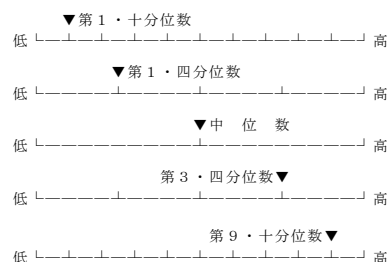 ▼第1・十分位数
低 高
▼第1・四分位数
低 高
▼中 位 数
低 高
第3・四分位数▼
低 高
第9・十分位数▼
低 高